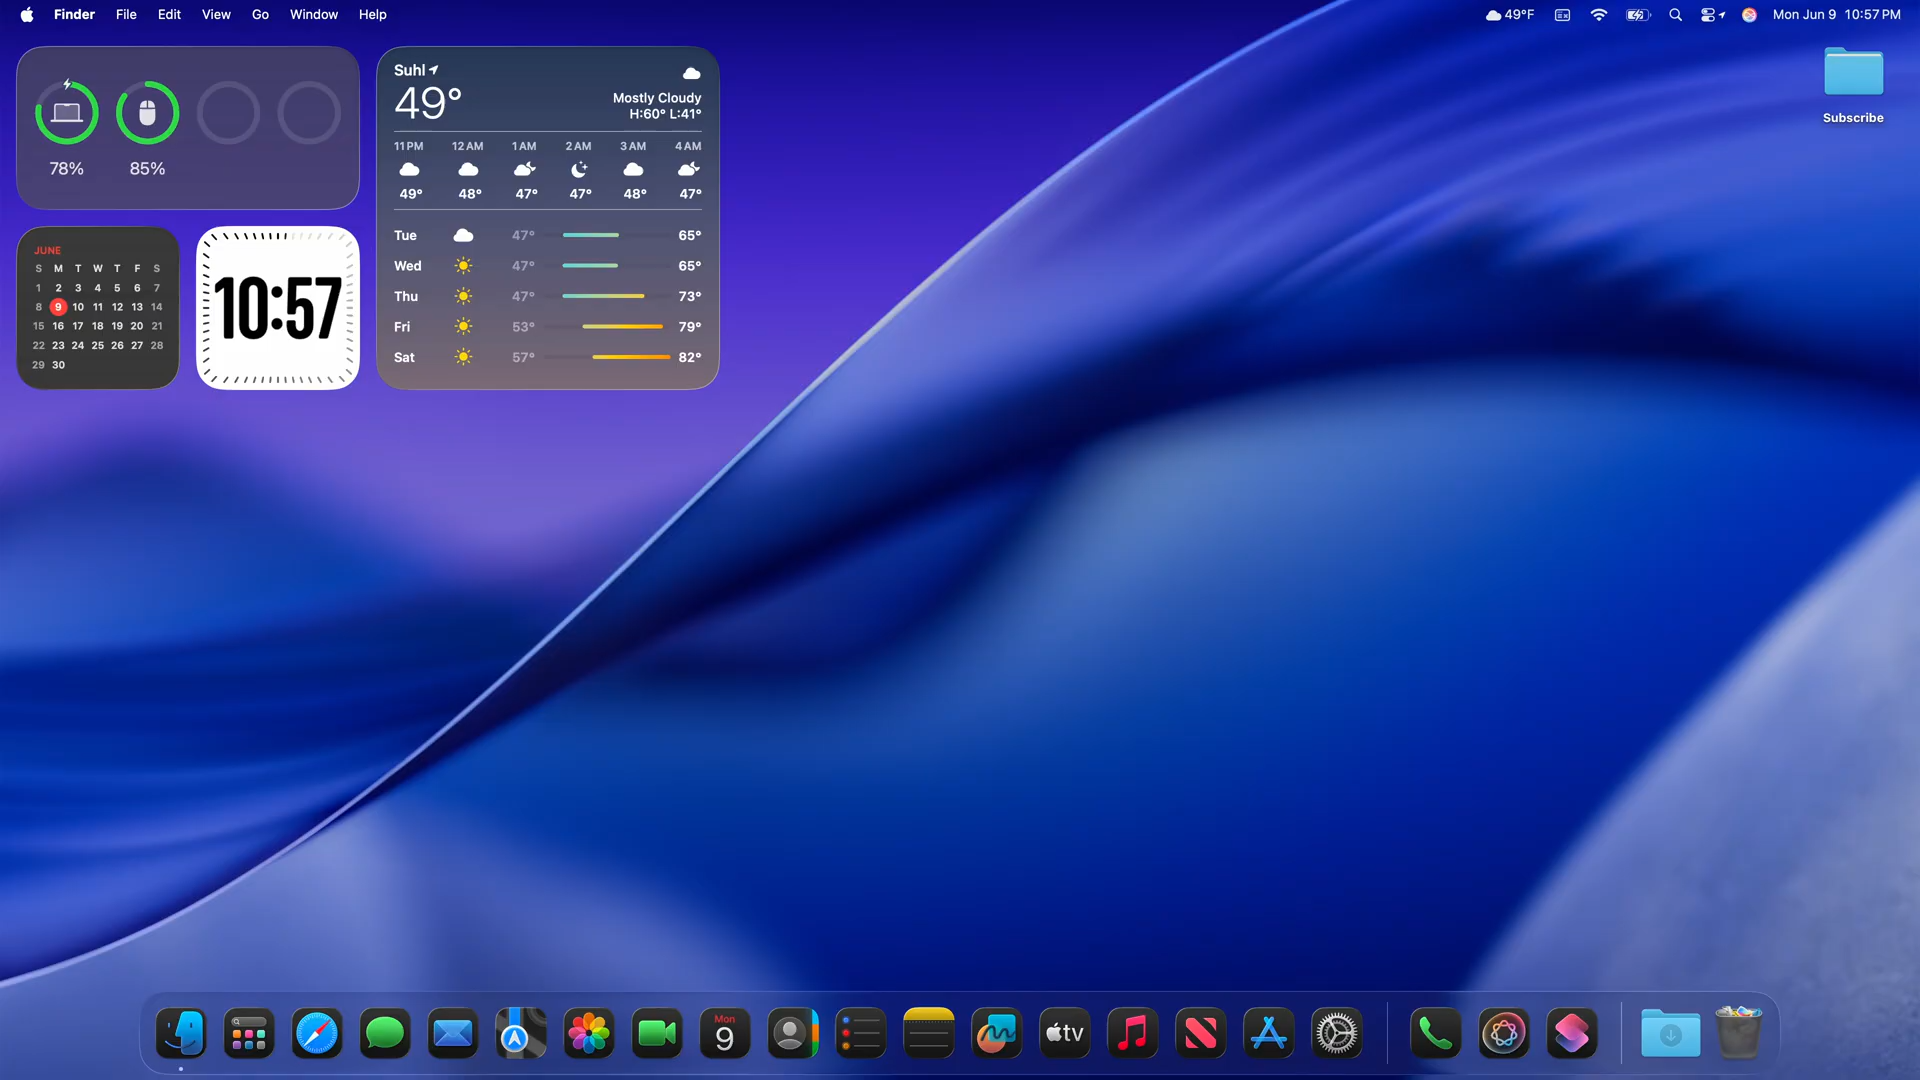 Finder File Edit View Go Window Help
49°F
Mon Jun 9 10:57 PM
78% 85%
Suhl
49°
Mostly Cloudy
H:60° L:41°
11 PM 12 AM 1 AM 2 AM 3 AM 4 AM
49° 48° 47° 47° 48° 47°
Tue 47° 65°
Wed 47° 65°
Thu 47° 73°
Fri 53° 79°
Sat 57° 82°
JUNE
S M T W T F S
1 2 3 4 5 6 7
8 9 10 11 12 13 14
15 16 17 18 19 20 21
22 23 24 25 26 27 28
29 30
10:57
Subscribe
Mon
9
tv